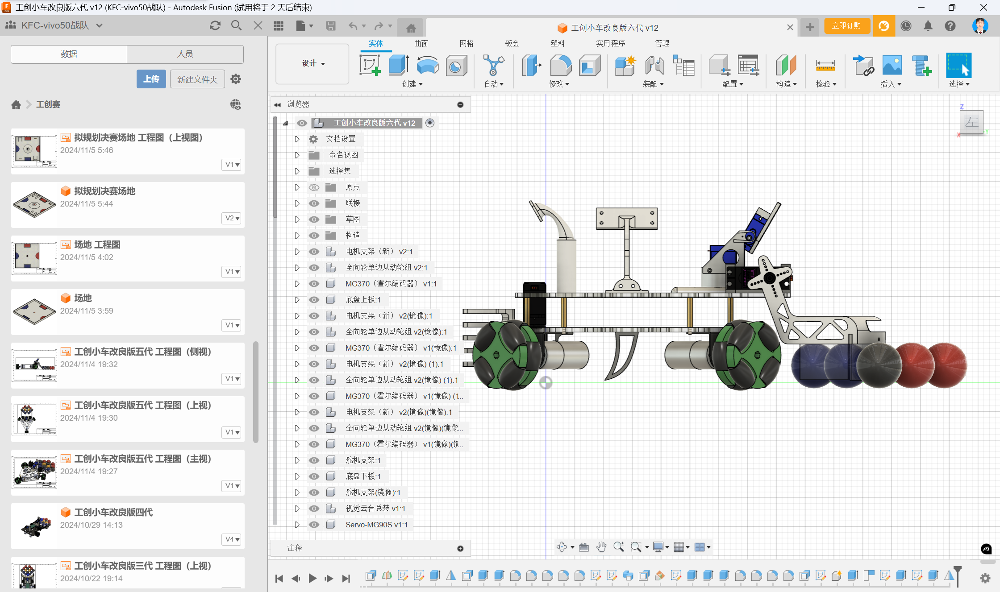 工创小车改良版六代 v12 (KFC-vivo50战队) - Autodesk Fusion (试用将于 2 天后结束)
KFC-vivo50战队
工创小车改良版六代 v12
立即订购
数据
人员
上传
新建文件夹
工创赛
拟规划决赛场地 工程图（上视图）
2024/11/5 5:46
V1
拟规划决赛场地
2024/11/5 5:44
V2
场地 工程图
2024/11/5 4:02
V1
场地
2024/11/5 3:59
V1
工创小车改良版五代 工程图（侧视）
2024/11/4 19:32
V1
工创小车改良版五代 工程图（上视）
2024/11/4 19:30
V1
工创小车改良版五代 工程图（主视）
2024/11/4 19:27
V1
工创小车改良版四代
2024/10/29 14:13
V4
工创小车改良版三代 工程图（上视）
2024/10/22 19:14
设计
实体
曲面
网格
钣金
塑料
实用程序
管理
创建
自动
修改
装配
配置
构造
检验
插入
选择
浏览器
工创小车改良版六代 v12
文档设置
命名视图
选择集
原点
联接
草图
构造
电机支架（新） v2:1
全向轮单边从动轮组 v2:1
MG370（霍尔编码器） v1:1
底盘上板:1
电机支架（新） v2(镜像):1
全向轮单边从动轮组 v2(镜像):1
MG370（霍尔编码器） v1(镜像):1
电机支架（新） v2(镜像) (1):1
全向轮单边从动轮组 v2(镜像) (1):1
MG370（霍尔编码器） v1(镜像) (1...
电机支架（新） v2(镜像)(镜像):1
全向轮单边从动轮组 v2(镜像)(镜像...
MG370（霍尔编码器） v1(镜像)(镜...
舵机支架:1
底盘下板:1
舵机支架(镜像):1
视觉云台总装 v1:1
Servo-MG90S v1:1
注释
Z
左
X
Y